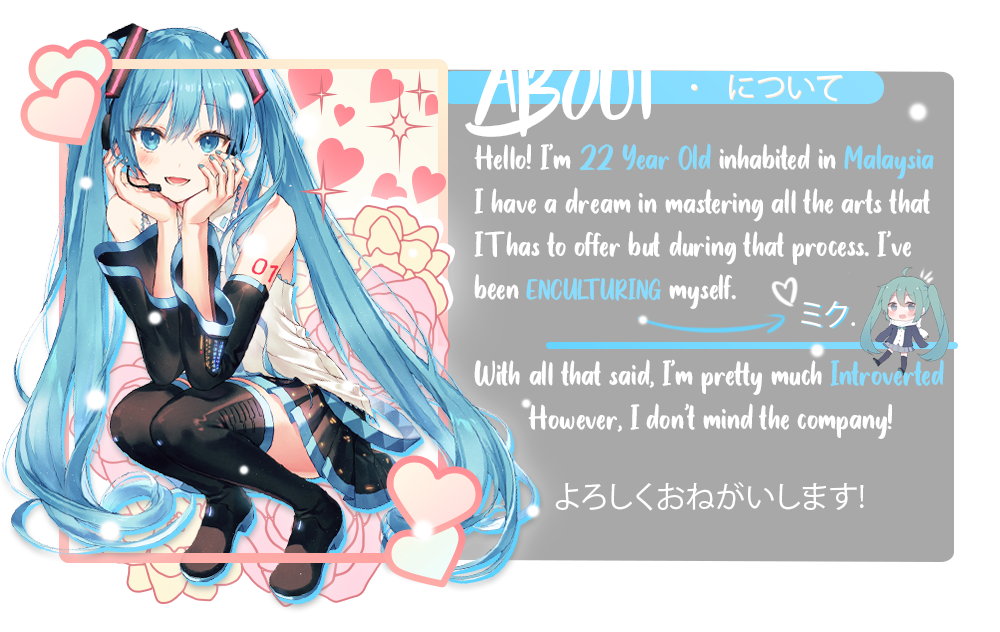 ABOUT · について
Hello! I'm 22 Year Old inhabited in Malaysia
I have a dream in mastering all the arts that
IT has to offer but during that process. I've
been ENCULTURING myself.
ミク.
With all that said, I'm pretty much Introverted
However, I don't mind the company!
よろしくおねがいします!
01